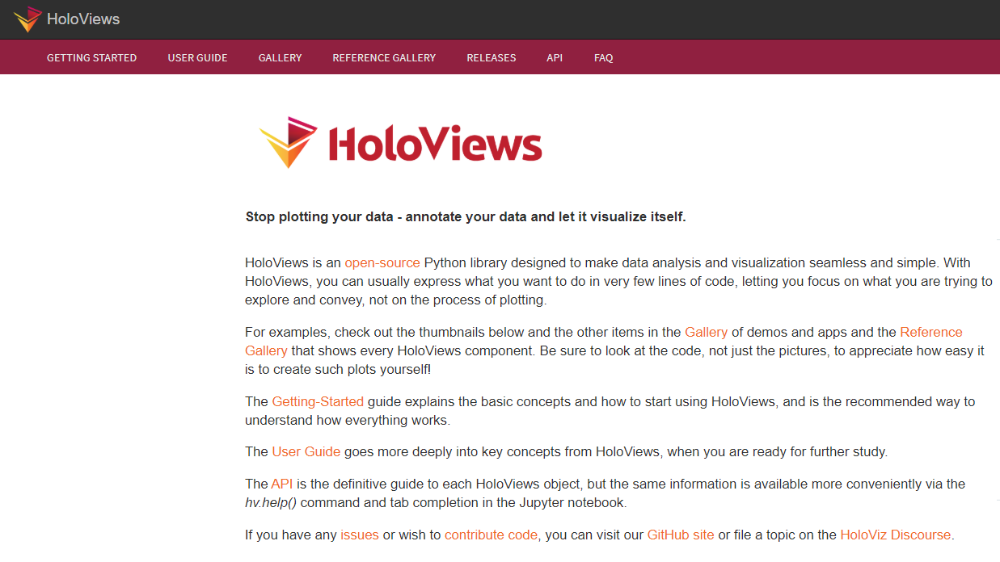 HoloViews
GETTING STARTED USER GUIDE GALLERY REFERENCE GALLERY RELEASES API FAQ
HoloViews
Stop plotting your data - annotate your data and let it visualize itself.
HoloViews is an open-source Python library designed to make data analysis and visualization seamless and simple. With
HoloViews, you can usually express what you want to do in very few lines of code, letting you focus on what you are trying to
explore and convey, not on the process of plotting.
For examples, check out the thumbnails below and the other items in the Gallery of demos and apps and the Reference
Gallery that shows every HoloViews component. Be sure to look at the code, not just the pictures, to appreciate how easy it
is to create such plots yourself!
The Getting-Started guide explains the basic concepts and how to start using HoloViews, and is the recommended way to
understand how everything works.
The User Guide goes more deeply into key concepts from HoloViews, when you are ready for further study.
The API is the definitive guide to each HoloViews object, but the same information is available more conveniently via the
hv.help() command and tab completion in the Jupyter notebook.
If you have any issues or wish to contribute code, you can visit our GitHub site or file a topic on the HoloViz Discourse.